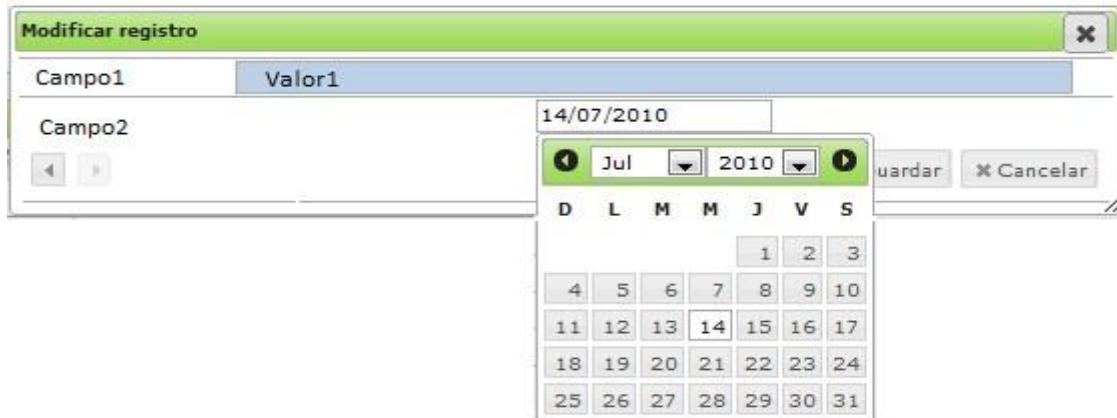 Modificar registro
Campo1 Valor1
Campo2 14/07/2010
Jul 2010
uardar Cancelar
D L M M J V S
1 2 3
4 5 6 7 8 9 10
11 12 13 14 15 16 17
18 19 20 21 22 23 24
25 26 27 28 29 30 31